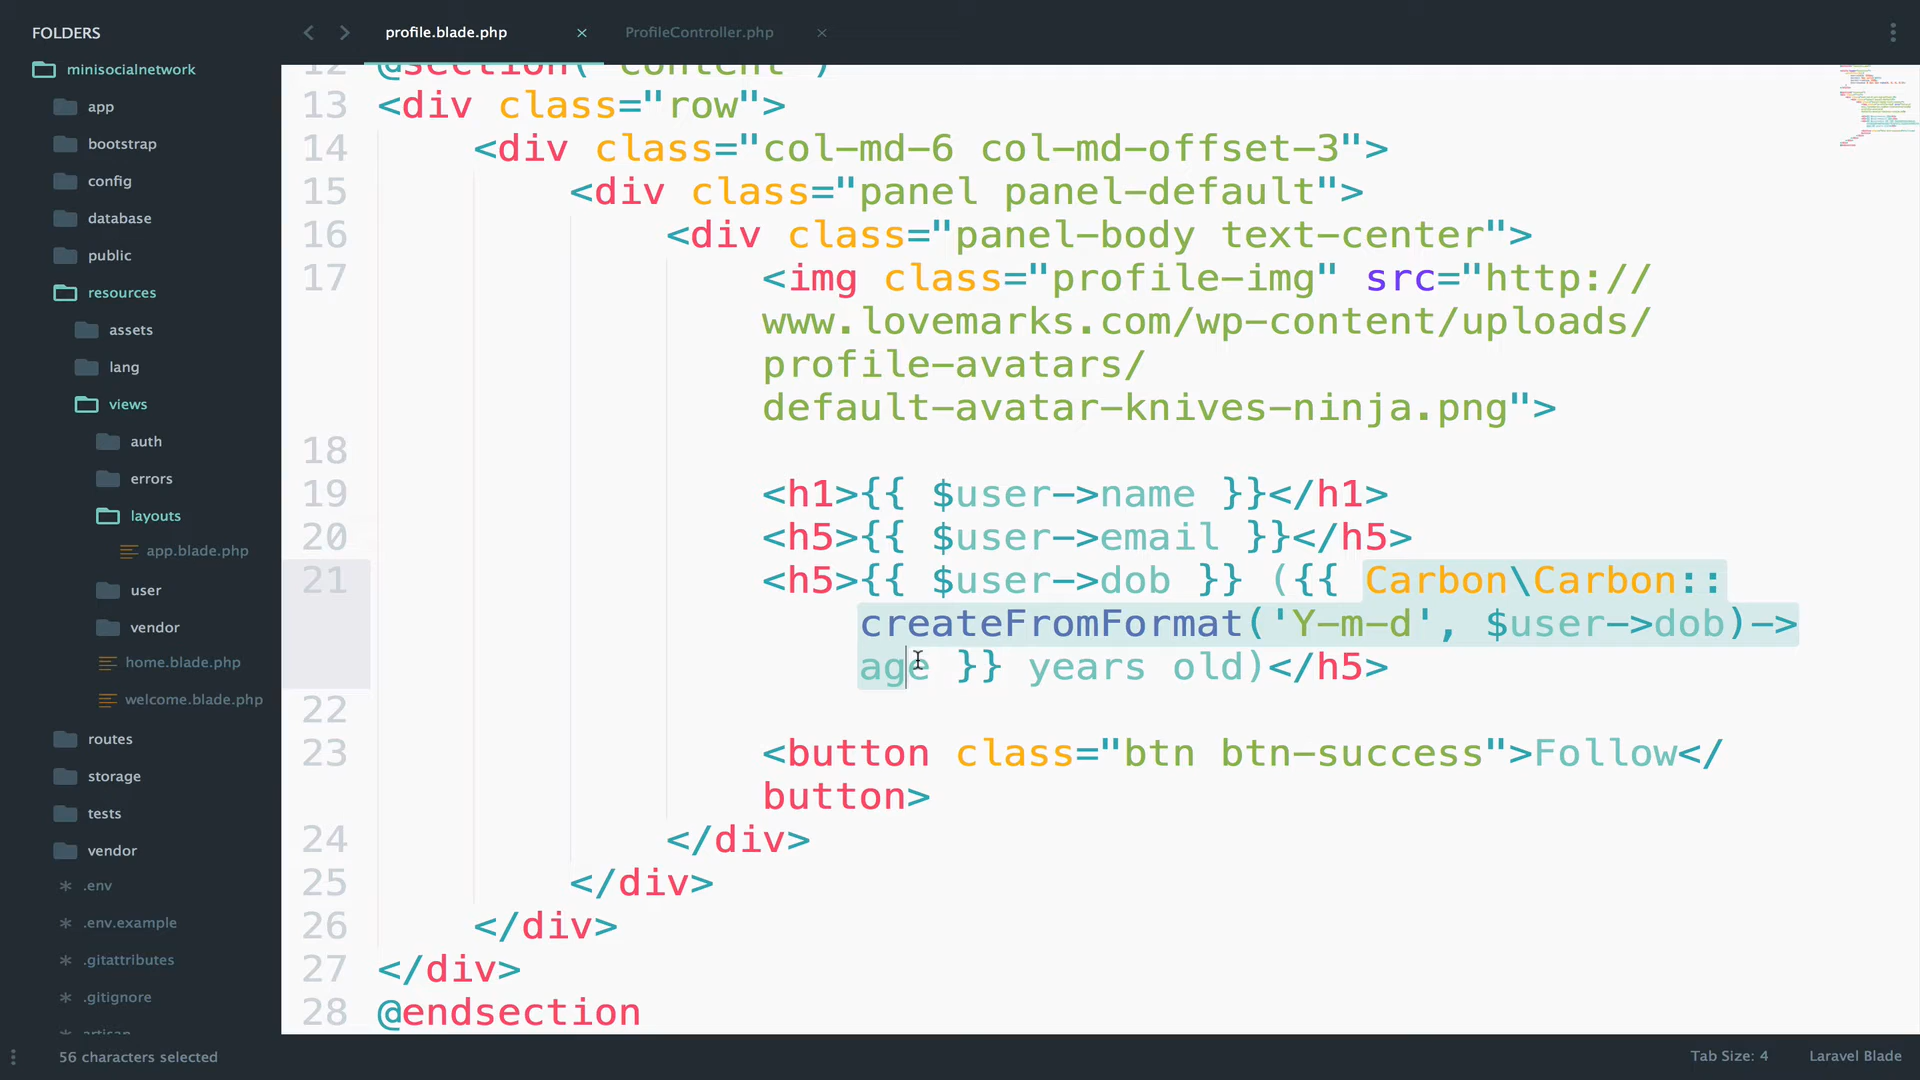 FOLDERS
minisocialnetwork
app
bootstrap
config
database
public
resources
assets
lang
views
auth
errors
layouts
app.blade.php
user
vendor
home.blade.php
welcome.blade.php
routes
storage
tests
vendor
.env
.env.example
.gitattributes
.gitignore
artisan
profile.blade.php
ProfileController.php
12 @section('content')
13 <div class="row">
14 <div class="col-md-6 col-md-offset-3">
15 <div class="panel panel-default">
16 <div class="panel-body text-center">
17 <img class="profile-img" src="http://
www.lovemarks.com/wp-content/uploads/
profile-avatars/
default-avatar-knives-ninja.png">
18
19 <h1>{{ $user->name }}</h1>
20 <h5>{{ $user->email }}</h5>
21 <h5>{{ $user->dob }} ({{ Carbon\Carbon::
createFromFormat('Y-m-d', $user->dob)->
age }} years old)</h5>
22
23 <button class="btn btn-success">Follow</
button>
24 </div>
25 </div>
26 </div>
27 </div>
28 @endsection
56 characters selected
Tab Size: 4
Laravel Blade